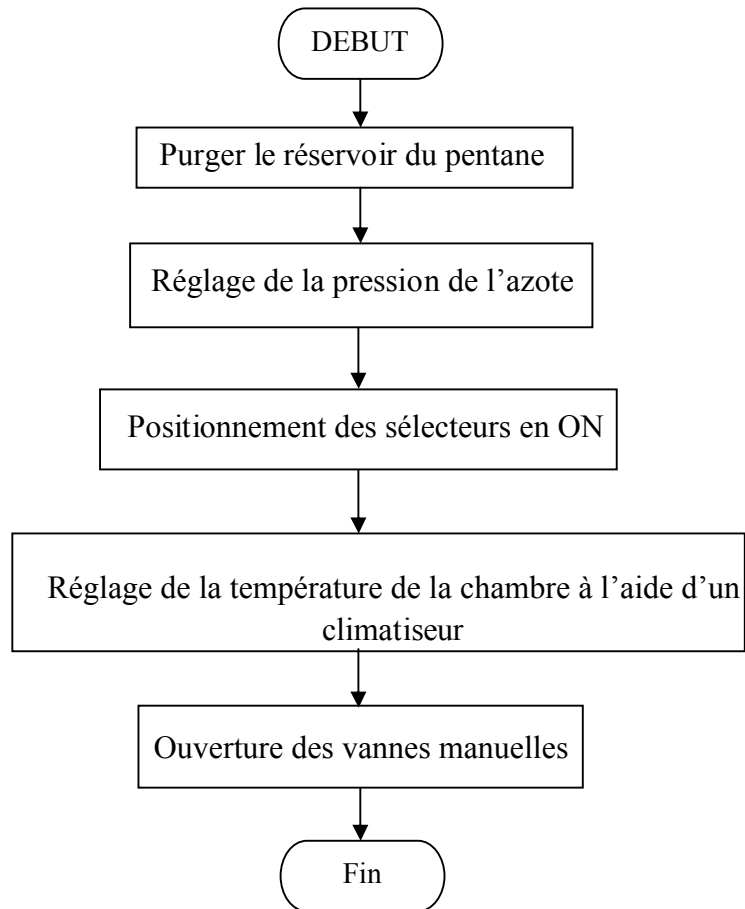 DEBUT
Purger le réservoir du pentane
Réglage de la pression de l’azote
Positionnement des sélecteurs en ON
Réglage de la température de la chambre à l’aide d’un
climatiseur
Ouverture des vannes manuelles
Fin